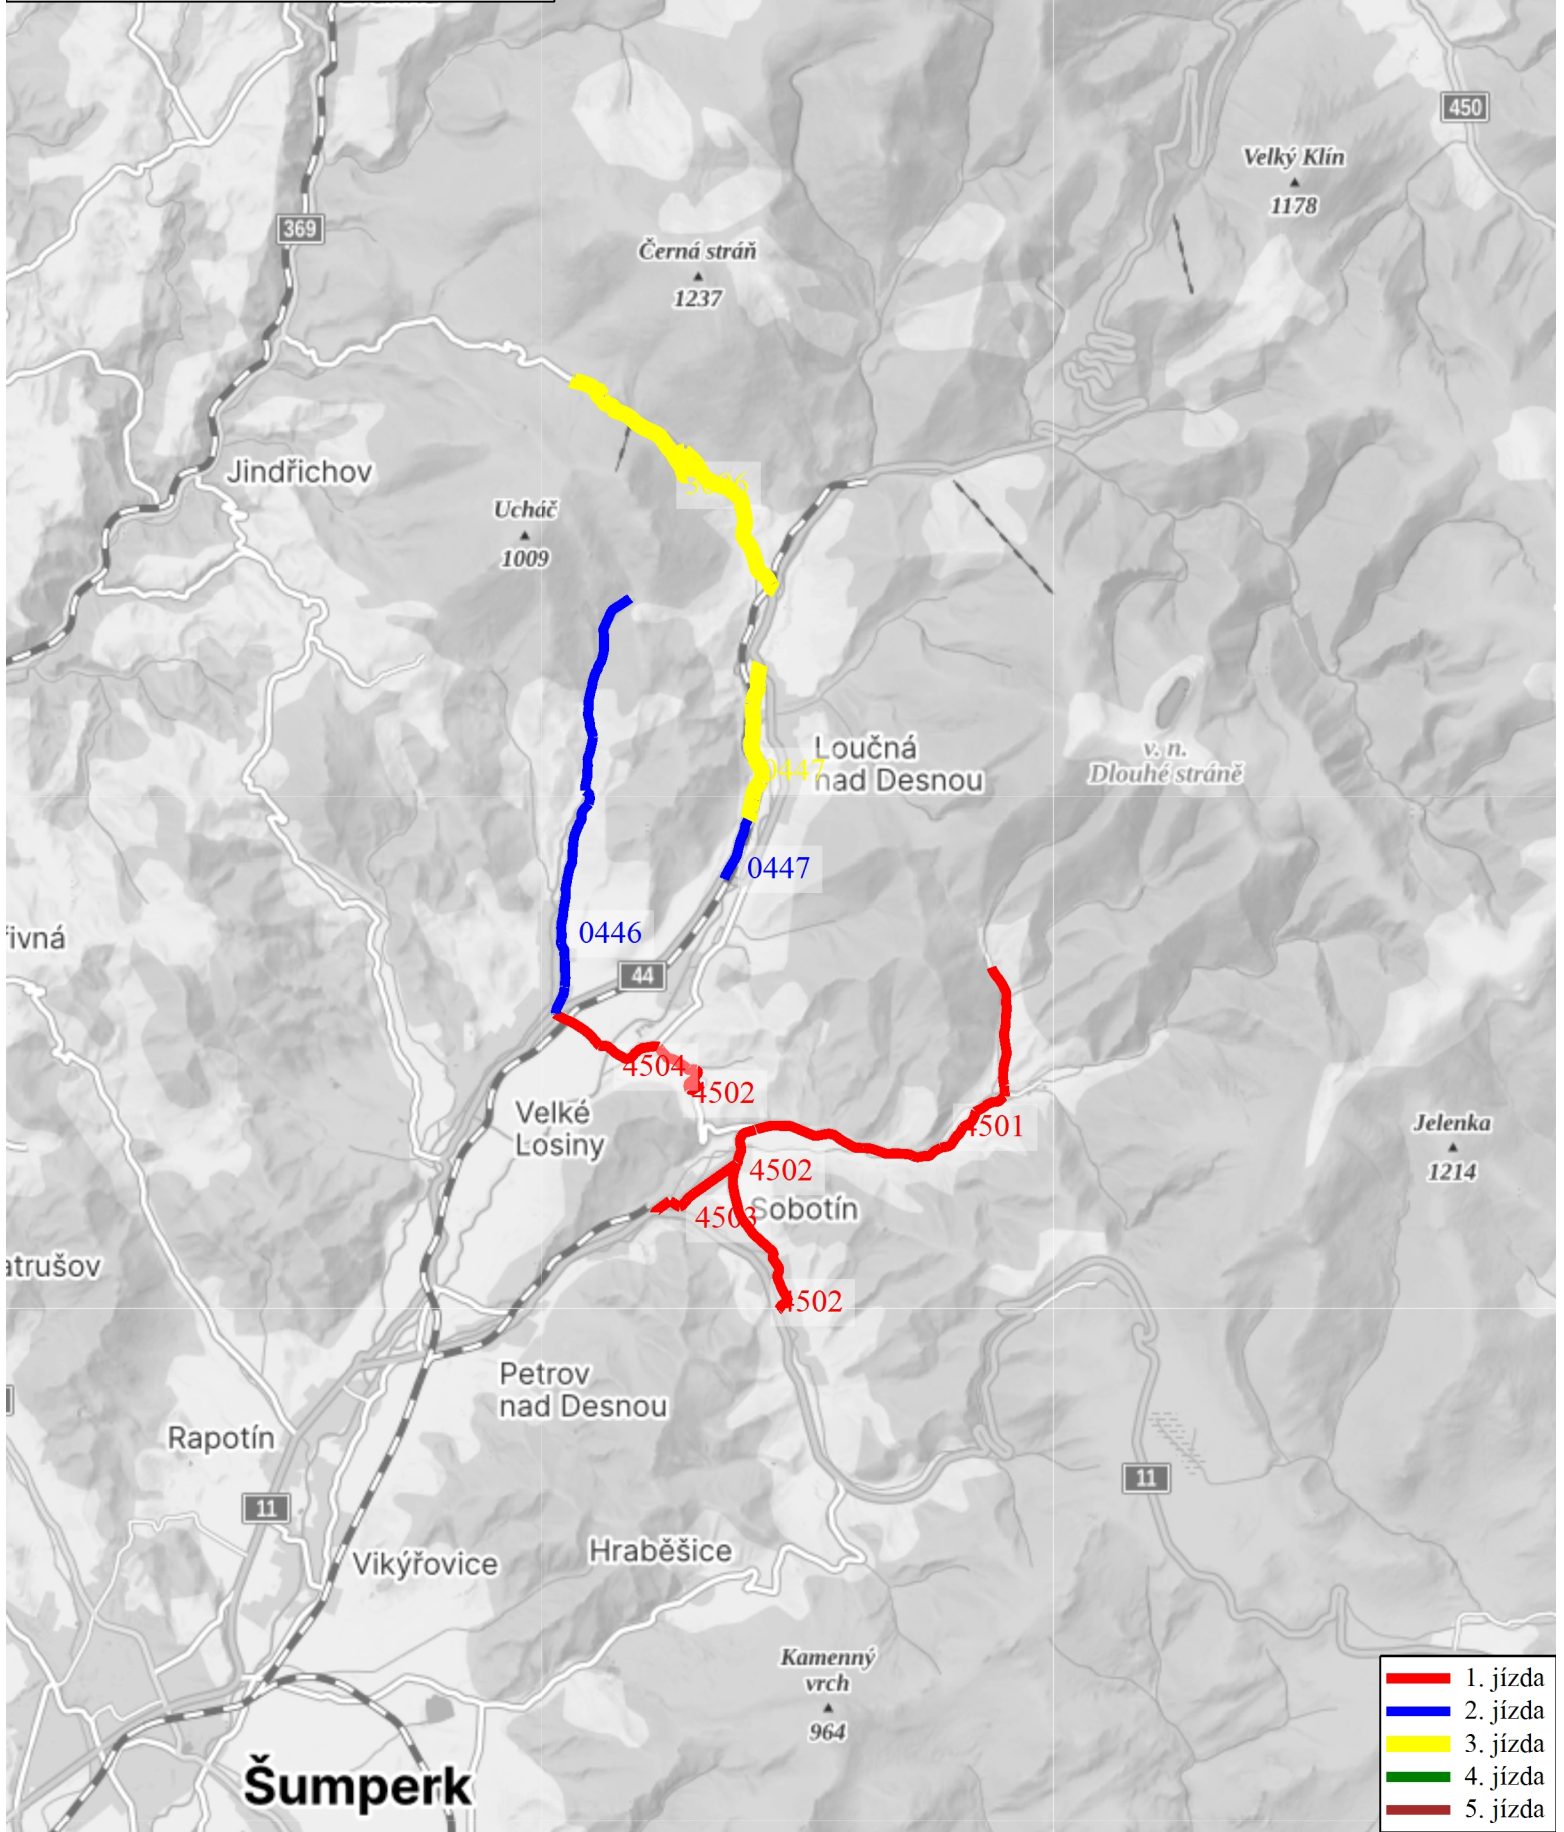 450
Velký Klín
1178
369
Černá stráň
1237
Jindřichov
Ucháč
1009
Loučná
nad Desnou
0447
v. n.
Dlouhé stráně
0447
0446
44
4504
4502
Velké
Losiny
4501
Jelenka
1214
4502
4503
Sobotín
4502
Petrov
nad Desnou
Rapotín
11
11
Vikýřovice
Hraběšice
Kamenný
vrch
964
Šumperk
1. jízda
2. jízda
3. jízda
4. jízda
5. jízda